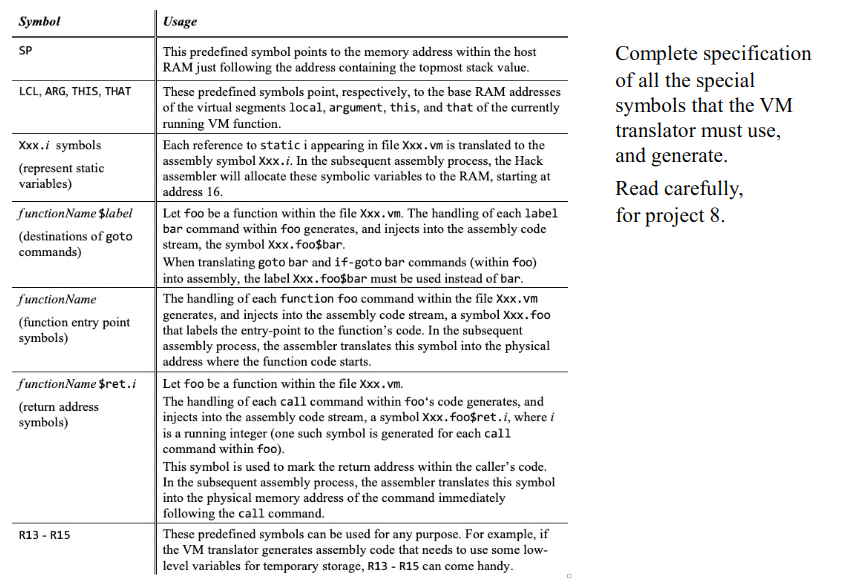 Symbol Usage
SP This predefined symbol points to the memory address within the host
RAM just following the address containing the topmost stack value.
LCL, ARG, THIS, THAT These predefined symbols point, respectively, to the base RAM addresses
of the virtual segments local, argument, this, and that of the currently
running VM function.
Xxx.i symbols Each reference to static i appearing in file Xxx.vm is translated to the
(represent static assembly symbol Xxx.i. In the subsequent assembly process, the Hack
variables) assembler will allocate these symbolic variables to the RAM, starting at
address 16.
functionName$label Let foo be a function within the file Xxx.vm. The handling of each label
(destinations of goto bar command within foo generates, and injects into the assembly code
commands) stream, the symbol Xxx.foo$bar.
When translating goto bar and if-goto bar commands (within foo)
into assembly, the label Xxx.foo$bar must be used instead of bar.
functionName The handling of each function foo command within the file Xxx.vm
(function entry point generates, and injects into the assembly code stream, a symbol Xxx.foo
symbols) that labels the entry-point to the function's code. In the subsequent
assembly process, the assembler translates this symbol into the physical
address where the function code starts.
functionName$ret.i Let foo be a function within the file Xxx.vm.
(return address The handling of each call command within foo‘s code generates, and
symbols) injects into the assembly code stream, a symbol Xxx.foo$ret.i, where i
is a running integer (one such symbol is generated for each call
command within foo).
This symbol is used to mark the return address within the caller's code.
In the subsequent assembly process, the assembler translates this symbol
into the physical memory address of the command immediately
following the call command.
R13 - R15 These predefined symbols can be used for any purpose. For example, if
the VM translator generates assembly code that needs to use some low-
level variables for temporary storage, R13 - R15 can come handy.
Complete specification
of all the special
symbols that the VM
translator must use,
and generate.
Read carefully,
for project 8.